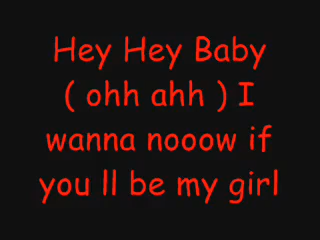 Hey Hey Baby
( ohh ahh ) I
wanna nooow if
you ll be my girl